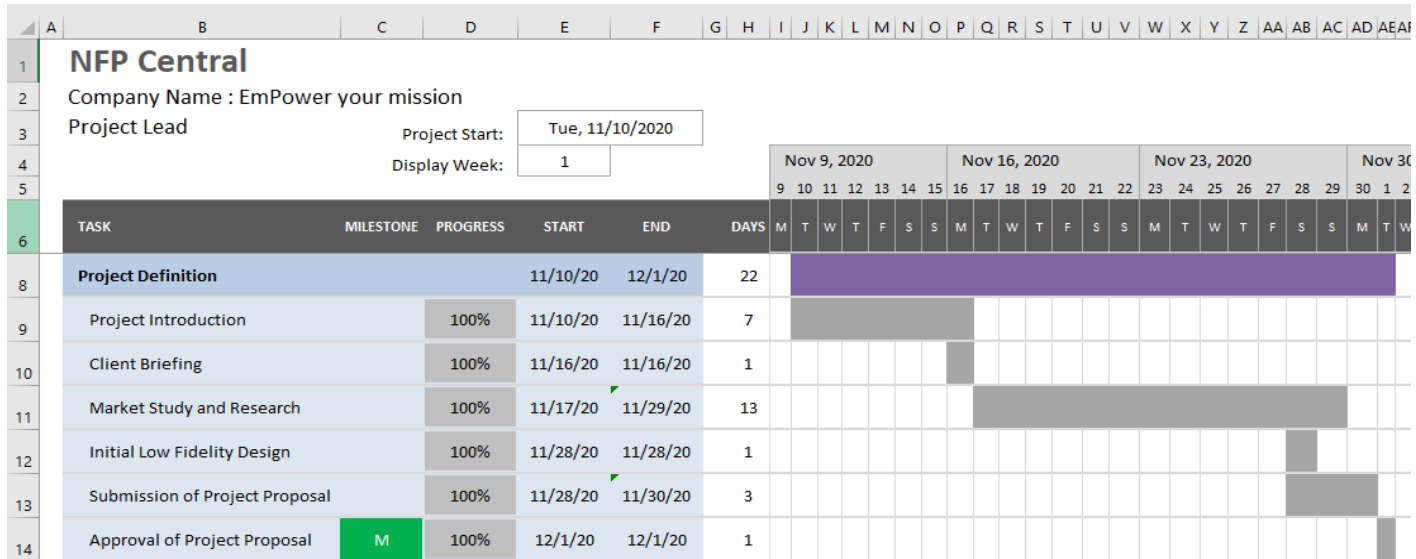 A B C D E F G H I J K L M N O P Q R S T U V W X Y Z AA AB AC AD AE
1 NFP Central
2 Company Name : EmPower your mission
3 Project Lead Project Start: Tue, 11/10/2020
4 Display Week: 1 Nov 9, 2020 Nov 16, 2020 Nov 23, 2020 Nov 30
5 9 10 11 12 13 14 15 16 17 18 19 20 21 22 23 24 25 26 27 28 29 30 1 2
6 TASK MILESTONE PROGRESS START END DAYS M T W T F S S M T W T F S S M T W T F S S M T W
8 Project Definition 11/10/20 12/1/20 22
9 Project Introduction 100% 11/10/20 11/16/20 7
10 Client Briefing 100% 11/16/20 11/16/20 1
11 Market Study and Research 100% 11/17/20 11/29/20 13
12 Initial Low Fidelity Design 100% 11/28/20 11/28/20 1
13 Submission of Project Proposal 100% 11/28/20 11/30/20 3
14 Approval of Project Proposal M 100% 12/1/20 12/1/20 1